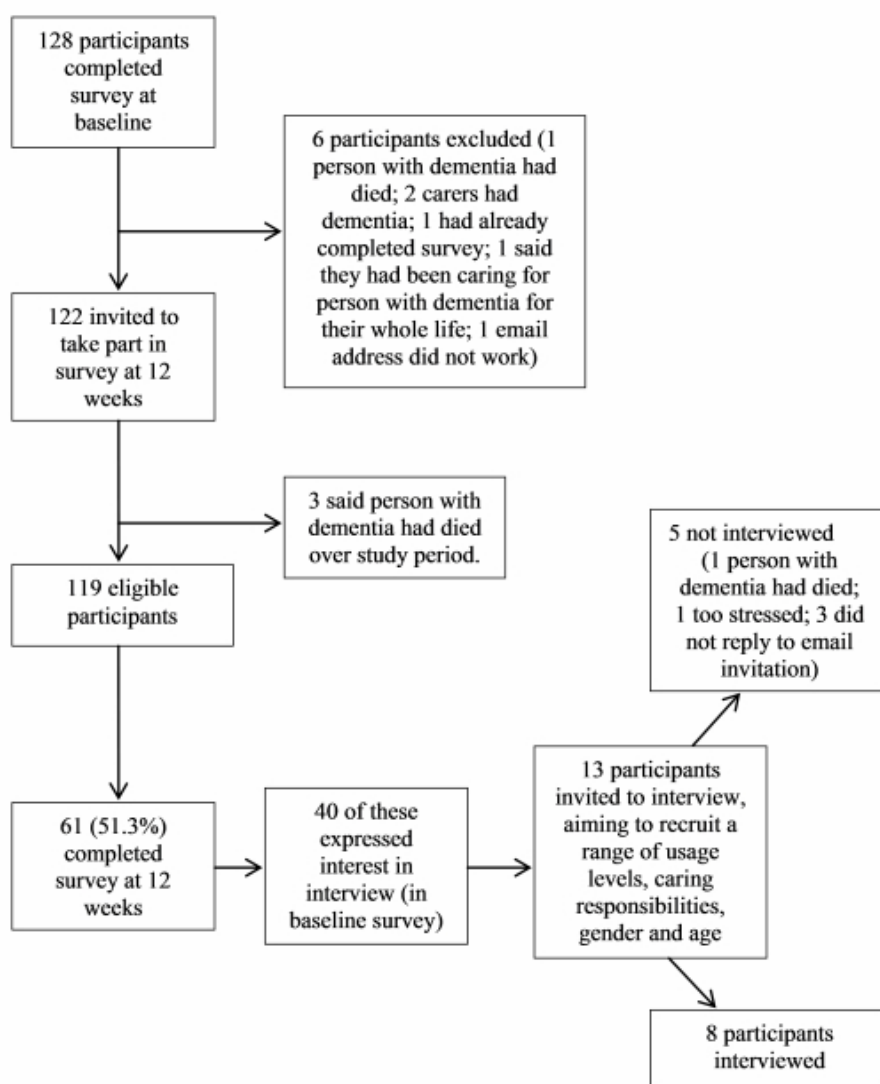 128 participants
completed
survey at
baseline
6 participants excluded (1
person with dementia had
died; 2 carers had
dementia; 1 had already
completed survey; 1 said
they had been caring for
person with dementia for
their whole life; 1 email
address did not work)
122 invited to
take part in
survey at 12
weeks
3 said person with
dementia had died
over study period.
119 eligible
participants
5 not interviewed
(1 person with
dementia had died;
1 too stressed; 3 did
not reply to email
invitation)
61 (51.3%)
completed
survey at 12
weeks
40 of these
expressed
interest in
interview (in
baseline survey)
13 participants
invited to interview,
aiming to recruit a
range of usage
levels, caring
responsibilities,
gender and age
8 participants
interviewed